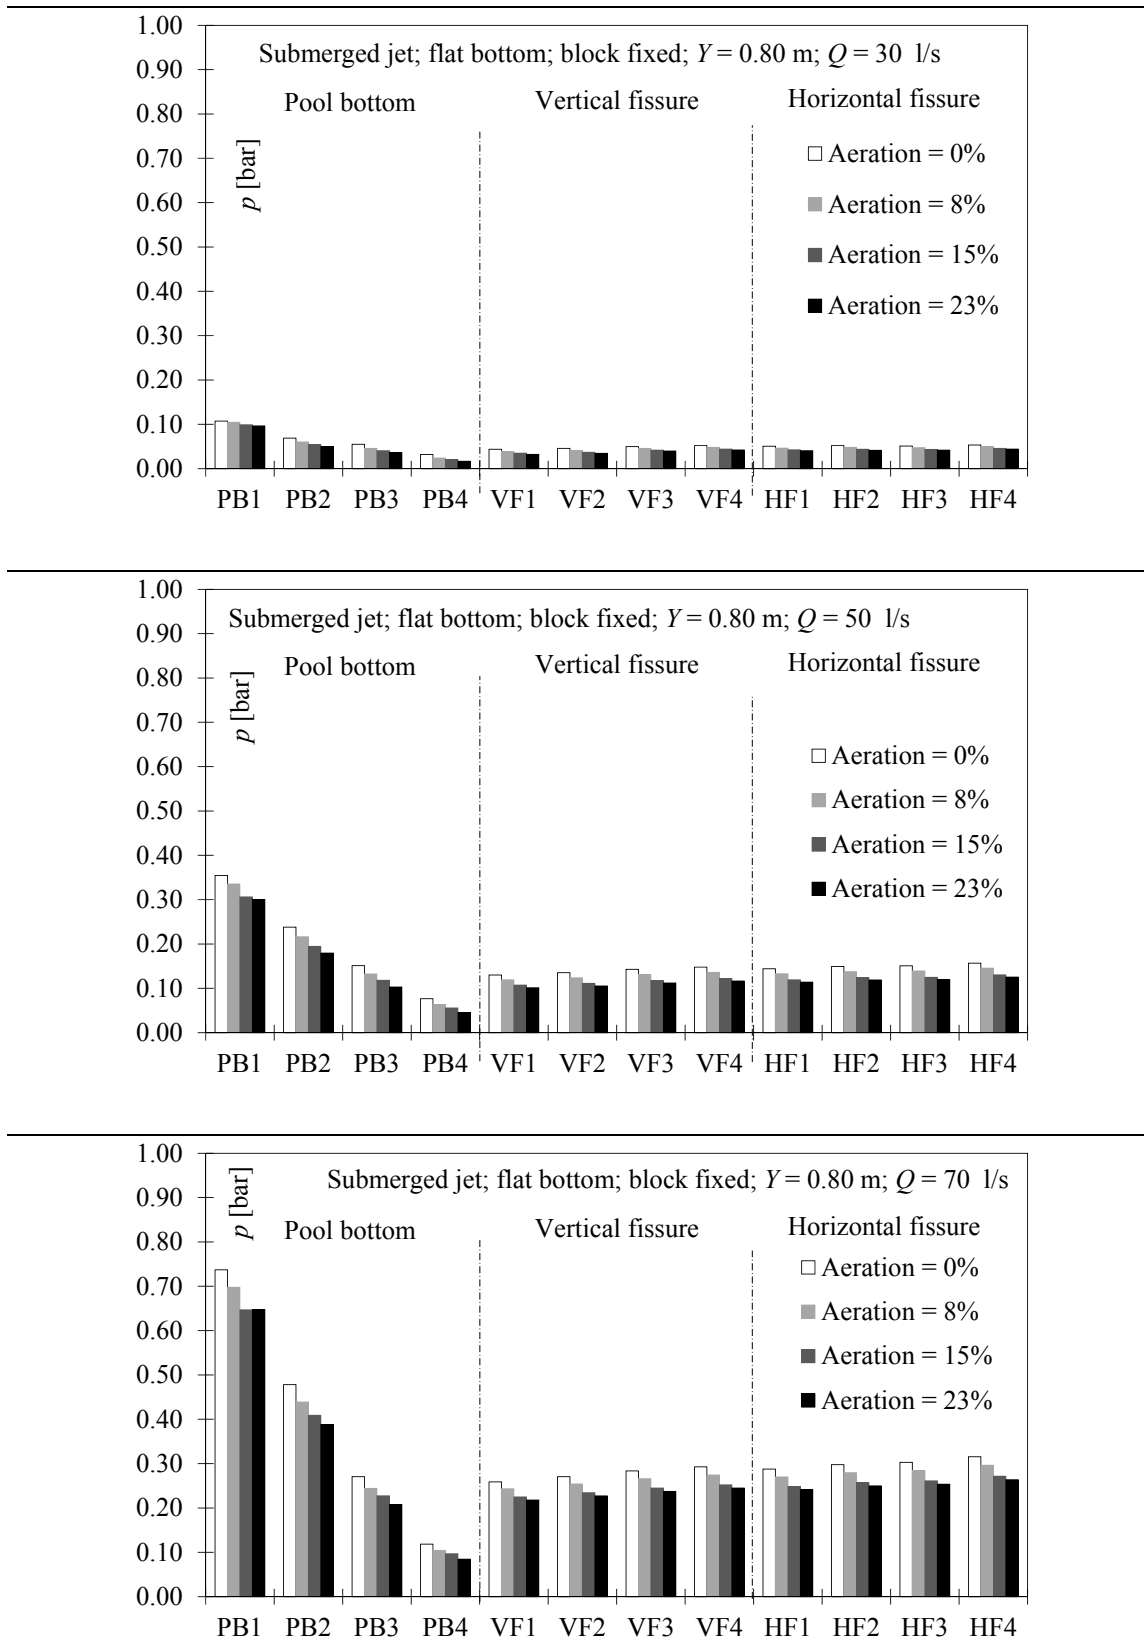 1.00
Submerged jet; flat bottom; block fixed; Y = 0.80 m; Q = 30 l/s
0.90
Pool bottom Vertical fissure Horizontal fissure
0.80
p [bar]
0.70
0.60
0.50
0.40
0.30
0.20
0.10
0.00
Aeration = 0%
Aeration = 8%
Aeration = 15%
Aeration = 23%
PB1 PB2 PB3 PB4 VF1 VF2 VF3 VF4 HF1 HF2 HF3 HF4
1.00
Submerged jet; flat bottom; block fixed; Y = 0.80 m; Q = 50 l/s
0.90
Pool bottom Vertical fissure Horizontal fissure
0.80
p [bar]
0.70
0.60
0.50
0.40
0.30
0.20
0.10
0.00
Aeration = 0%
Aeration = 8%
Aeration = 15%
Aeration = 23%
PB1 PB2 PB3 PB4 VF1 VF2 VF3 VF4 HF1 HF2 HF3 HF4
1.00
Submerged jet; flat bottom; block fixed; Y = 0.80 m; Q = 70 l/s
0.90
p [bar]
Pool bottom Vertical fissure Horizontal fissure
0.80
0.70
0.60
0.50
0.40
0.30
0.20
0.10
0.00
Aeration = 0%
Aeration = 8%
Aeration = 15%
Aeration = 23%
PB1 PB2 PB3 PB4 VF1 VF2 VF3 VF4 HF1 HF2 HF3 HF4